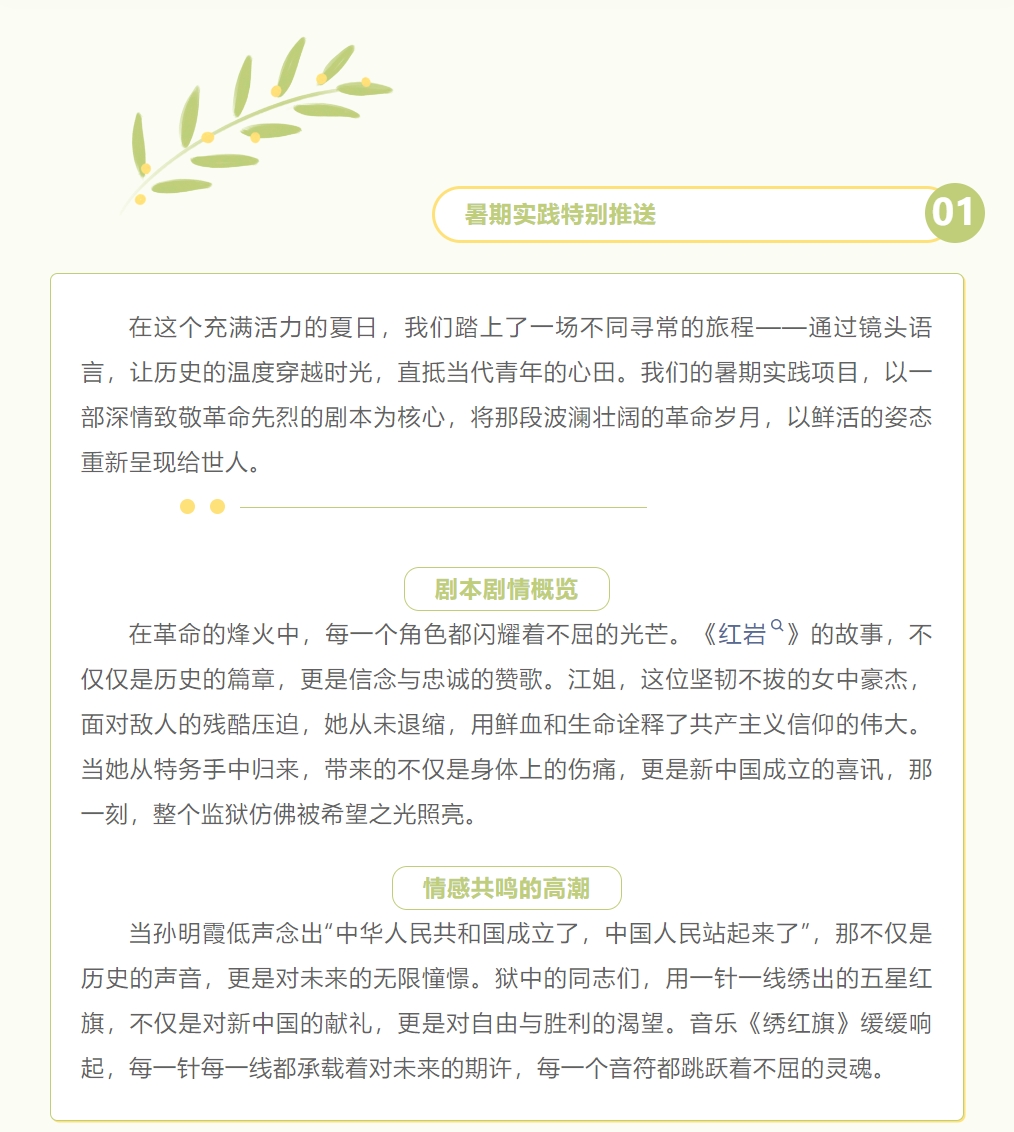 暑期实践特别推送
01
在这个充满活力的夏日，我们踏上了一场不同寻常的旅程——通过镜头语
言，让历史的温度穿越时光，直抵当代青年的心田。我们的暑期实践项目，以一
部深情致敬革命先烈的剧本为核心，将那段波澜壮阔的革命岁月，以鲜活的姿态
重新呈现给世人。
剧本剧情概览
在革命的烽火中，每一个角色都闪耀着不屈的光芒。《红岩》的故事，不
仅仅是历史的篇章，更是信念与忠诚的赞歌。江姐，这位坚韧不拔的女中豪杰，
面对敌人的残酷压迫，她从未退缩，用鲜血和生命诠释了共产主义信仰的伟大。
当她从特务手中归来，带来的不仅是身体上的伤痛，更是新中国成立的喜讯，那
一刻，整个监狱仿佛被希望之光照亮。
情感共鸣的高潮
当孙明霞低声念出“中华人民共和国成立了，中国人民站起来了”，那不仅是
历史的声音，更是对未来的无限憧憬。狱中的同志们，用一针一线绣出的五星红
旗，不仅是对新中国的献礼，更是对自由与胜利的渴望。音乐《绣红旗》缓缓响
起，每一针每一线都承载着对未来的期许，每一个音符都跳跃着不屈的灵魂。